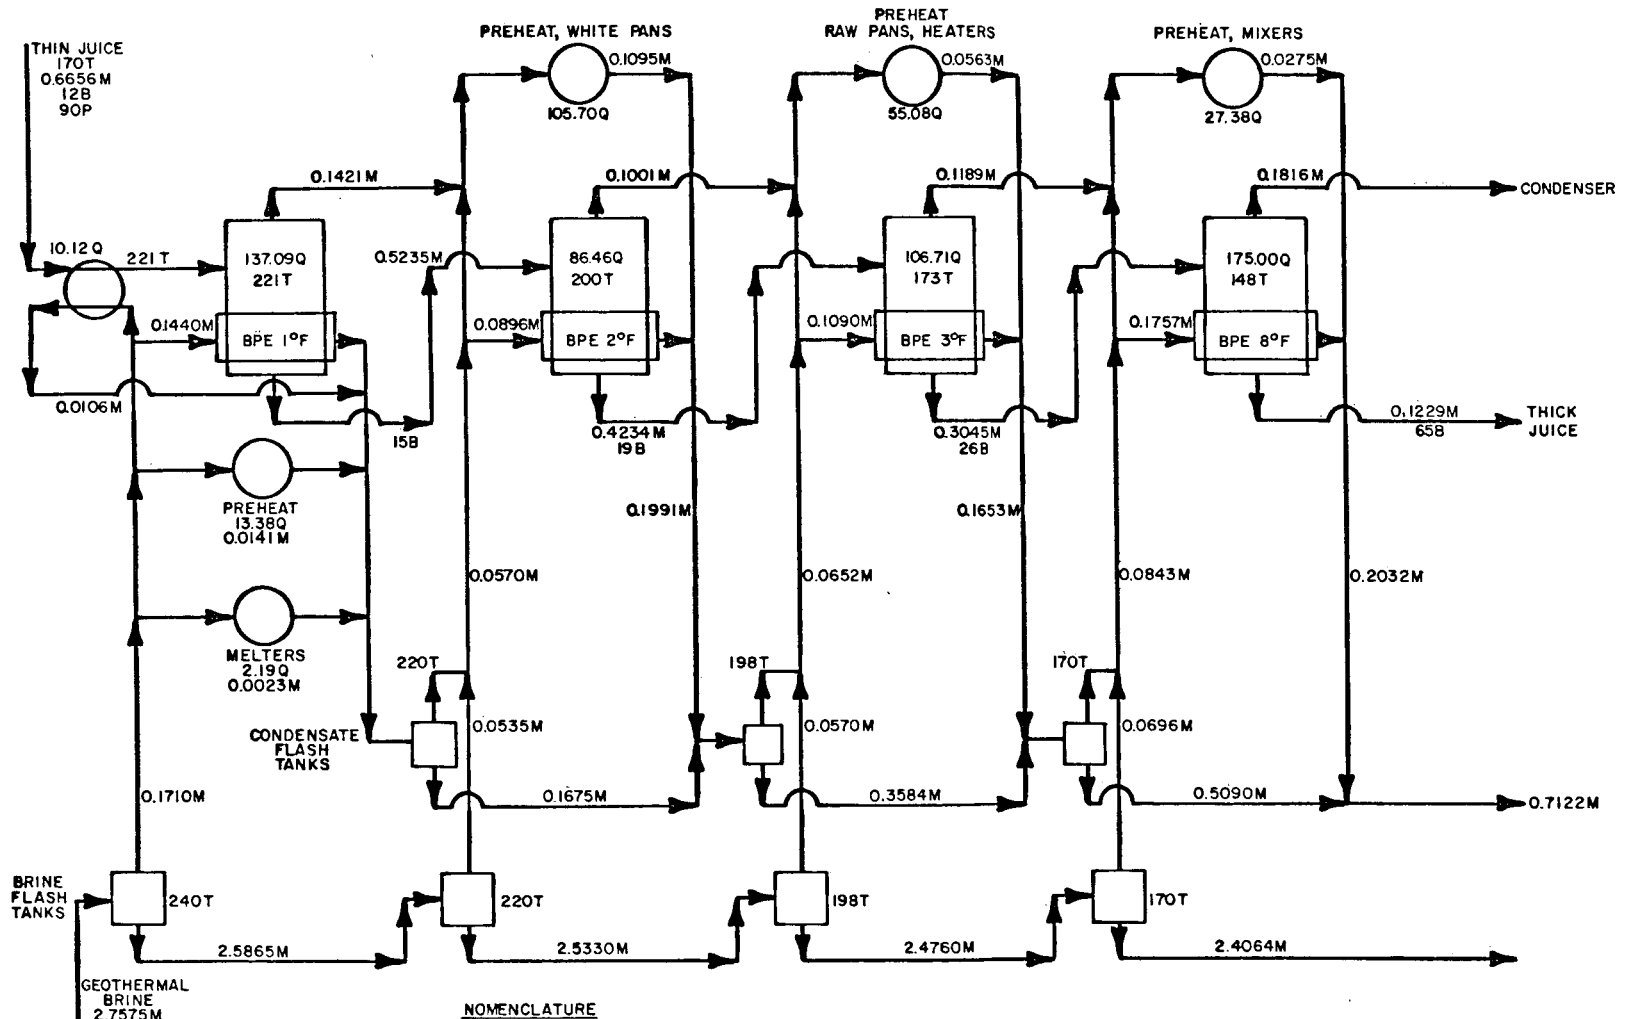 PREHEAT, WHITE PANS
PREHEAT
RAW PANS, HEATERS
PREHEAT, MIXERS
THIN JUICE
170T
0.6656M
12B
90P
0.1095M
105.70Q
0.0563M
55.08Q
0.0275M
27.38Q
0.1421M
0.1001M
0.1189M
0.1816M
CONDENSER
10.12Q
221T
137.09Q
221T
0.5235M
86.46Q
200T
106.71Q
173T
175.00Q
148T
0.1440M
BPE 1°F
0.0896M
BPE 2°F
0.1090M
BPE 3°F
0.1757M
BPE 8°F
0.0106M
15B
0.4234M
19B
0.3045M
26B
0.1229M
65B
THICK
JUICE
PREHEAT
13.38Q
0.0141M
0.1991M
0.1653M
0.0570M
0.0652M
0.0843M
0.2032M
MELTERS
2.19Q
0.0023M
220T
198T
170T
CONDENSATE
FLASH
TANKS
0.0535M
0.0570M
0.0696M
0.1710M
0.1675M
0.3584M
0.5090M
0.7122M
BRINE
FLASH
TANKS
240T
220T
198T
170T
2.5865M
2.5330M
2.4760M
2.4064M
GEOTHERMAL
BRINE
2.7575M
NOMENCLATURE